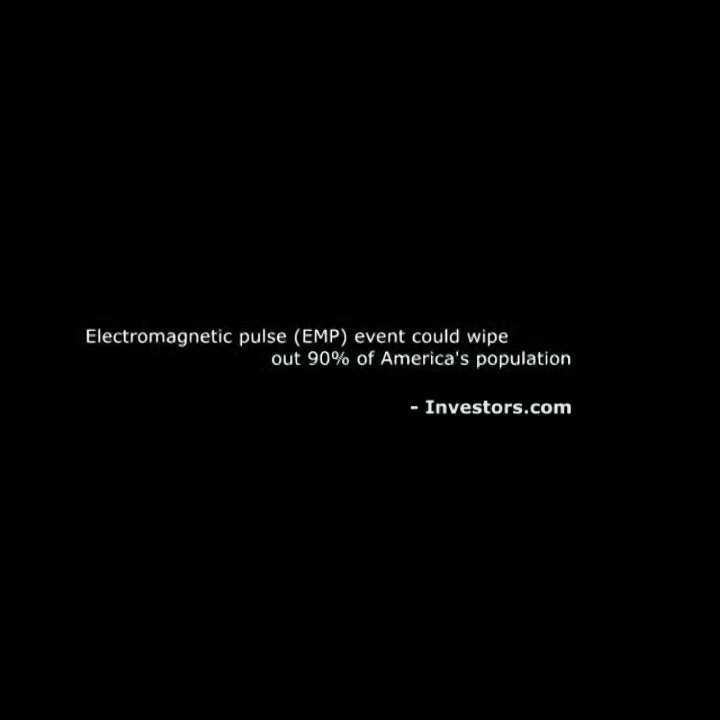 Electromagnetic pulse (EMP) event could wipe
out 90% of America's population
- Investors.com